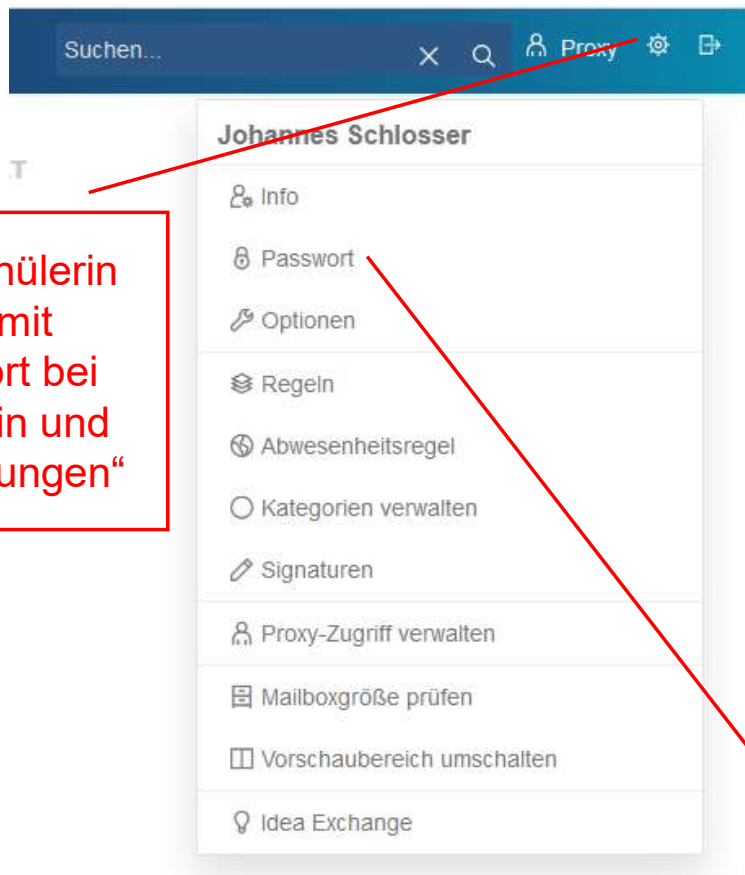 Suchen...
Proxy
Johannes Schlosser
Info
Passwort
Optionen
Regeln
Abwesenheitsregel
Kategorien verwalten
Signaturen
Proxy-Zugriff verwalten
Mailboxgröße prüfen
Vorschaubereich umschalten
Idea Exchange
T
hülerin
mit
ort bei
in und
ungen“